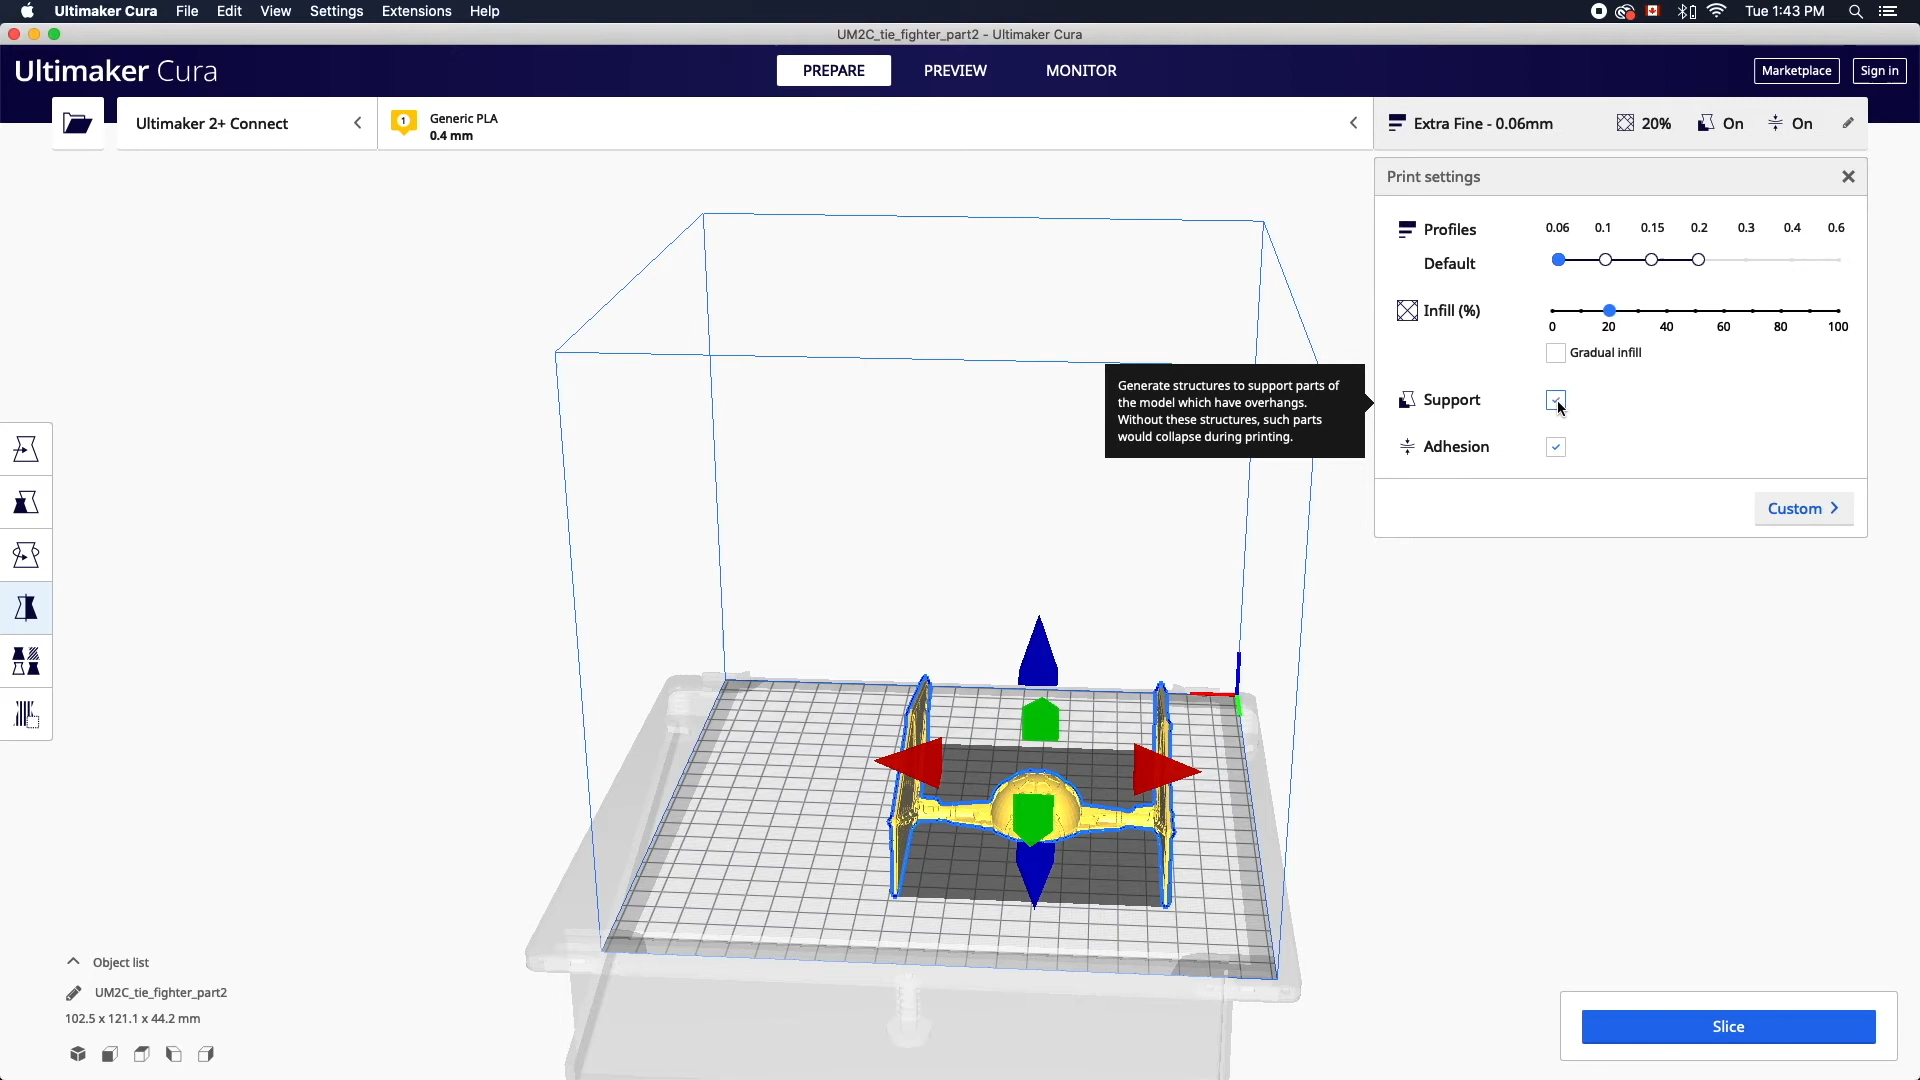 Ultimaker Cura File Edit View Settings Extensions Help Tue 1:43 PM
UM2C_tie_fighter_part2 - Ultimaker Cura
Ultimaker Cura PREPARE PREVIEW MONITOR Marketplace Sign in
Ultimaker 2+ Connect
1 Generic PLA
0.4 mm
Extra Fine - 0.06mm 20% On On
Print settings
Profiles 0.06 0.1 0.15 0.2 0.3 0.4 0.6
Default
Infill (%)
0 20 40 60 80 100
Gradual infill
Generate structures to support parts of
the model which have overhangs.
Without these structures, such parts
would collapse during printing.
Support
Adhesion
Custom
Object list
UM2C_tie_fighter_part2
102.5 x 121.1 x 44.2 mm
Slice